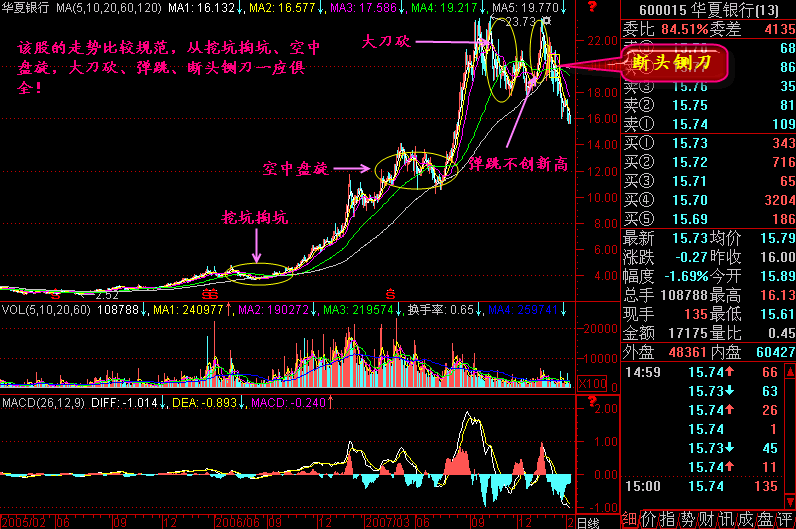 华夏银行 MA(5,10,20,60,120) MA1: 16.132↓, MA2: 16.577↓, MA3: 17.586↓, MA4: 19.217↓, MA5: 19.770↓
该股的走势比较规范，从挖坑掏坑、空中
盘旋，大刀砍、弹跳、断头铡刀一应俱
全！
大刀砍
23.73
22.00
18.00
16.00
14.00
12.00
10.00
8.00
6.00
4.00
断头铡刀
弹跳不创新高
空中盘旋
挖坑掏坑
2.52
S
S S
S
VOL(5,10,20,60) 108788↓, MA1: 240977↑, MA2: 190272↓, MA3: 219574↓, 换手率: 0.65↓, MA4: 259741↓
20000
10000
X100
0
MACD(26,12,9) DIFF: -1.014↓, DEA: -0.893↓, MACD: -0.240↑
2.00
1.00
0.00
-1.00
2005/02 06 09 12 2006/06 09 12 2007/03 06 09 12 2
日线
600015 华夏银行(13)
委比 84.51% 委差 4135
68
86
卖③ 15.76 35
卖② 15.75 81
卖① 15.74 109
买① 15.73 343
买② 15.72 716
买③ 15.71 65
买④ 15.70 3204
买⑤ 15.69 186
最新 15.73 均价 15.79
涨跌 -0.27 昨收 16.00
幅度 -1.69% 今开 15.89
总手 108788 最高 16.13
现手 135 最低 15.61
金额 17175 量比 0.45
外盘 48361 内盘 60427
14:59 15.74↑ 66
15.73↓ 63
15.74↑ 26
15.74 1
15.73↓ 45
15.74↑ 11
15:00 15.74 135
细 价 指 势 财 讯 成 盘 评